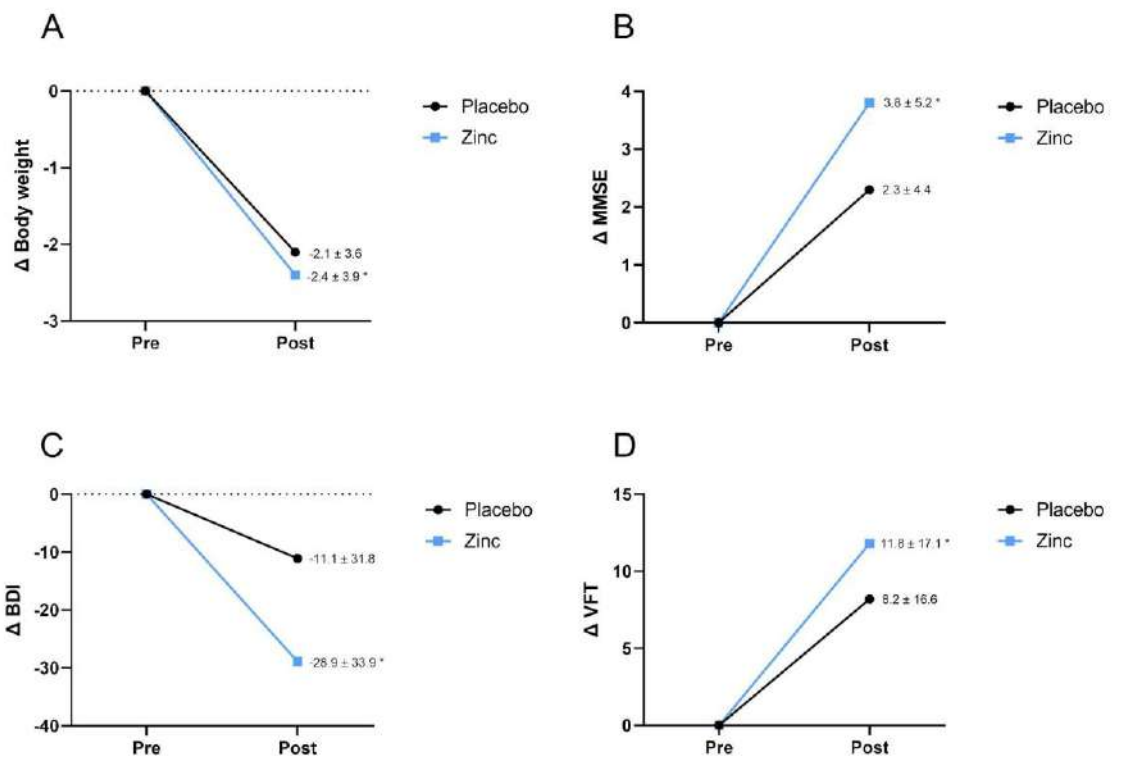 A
0
-1
-2
-3
Δ Body weight
Pre
Post
-2.1 ± 3.6
-2.4 ± 3.9 *
Placebo
Zinc
B
4
3
2
1
0
Δ MMSE
Pre
Post
3.8 ± 5.2 *
2.3 ± 4.4
Placebo
Zinc
C
0
-10
-20
-30
-40
Δ BDI
Pre
Post
-11.1 ± 31.8
-28.9 ± 33.9 *
Placebo
Zinc
D
15
10
5
0
Δ VFT
Pre
Post
11.8 ± 17.1 *
8.2 ± 16.6
Placebo
Zinc